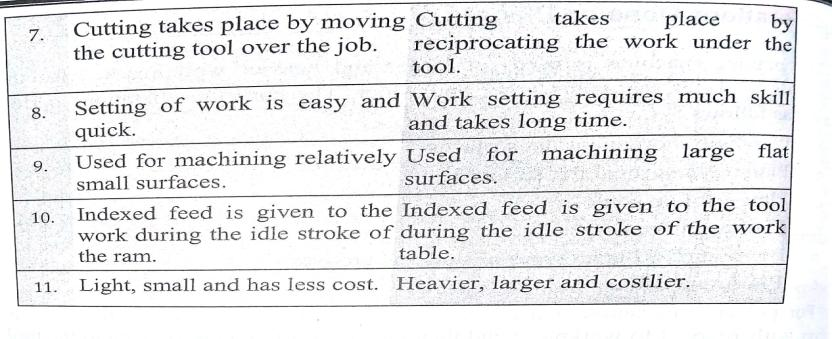 7. Cutting takes place by moving Cutting takes place by
the cutting tool over the job. reciprocating the work under the
tool.
8. Setting of work is easy and Work setting requires much skill
quick. and takes long time.
9. Used for machining relatively Used for machining large flat
small surfaces. surfaces.
10. Indexed feed is given to the Indexed feed is given to the tool
work during the idle stroke of during the idle stroke of the work
the ram. table.
11. Light, small and has less cost. Heavier, larger and costlier.